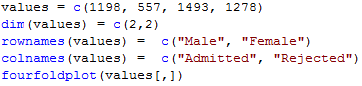 values = c(1198, 557, 1493, 1278)
dim(values) = c(2,2)
rownames(values) =  c("Male", "Female")
colnames(values) =  c("Admitted", "Rejected")
fourfoldplot(values[,])